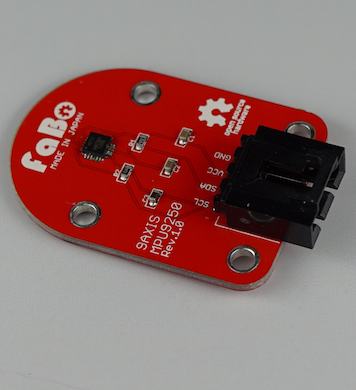 FaBo
MADE IN JAPAN
open source
hardware
GND
VCC
SDA
SCL
9AXIS
MPU9250
Rev.1.0